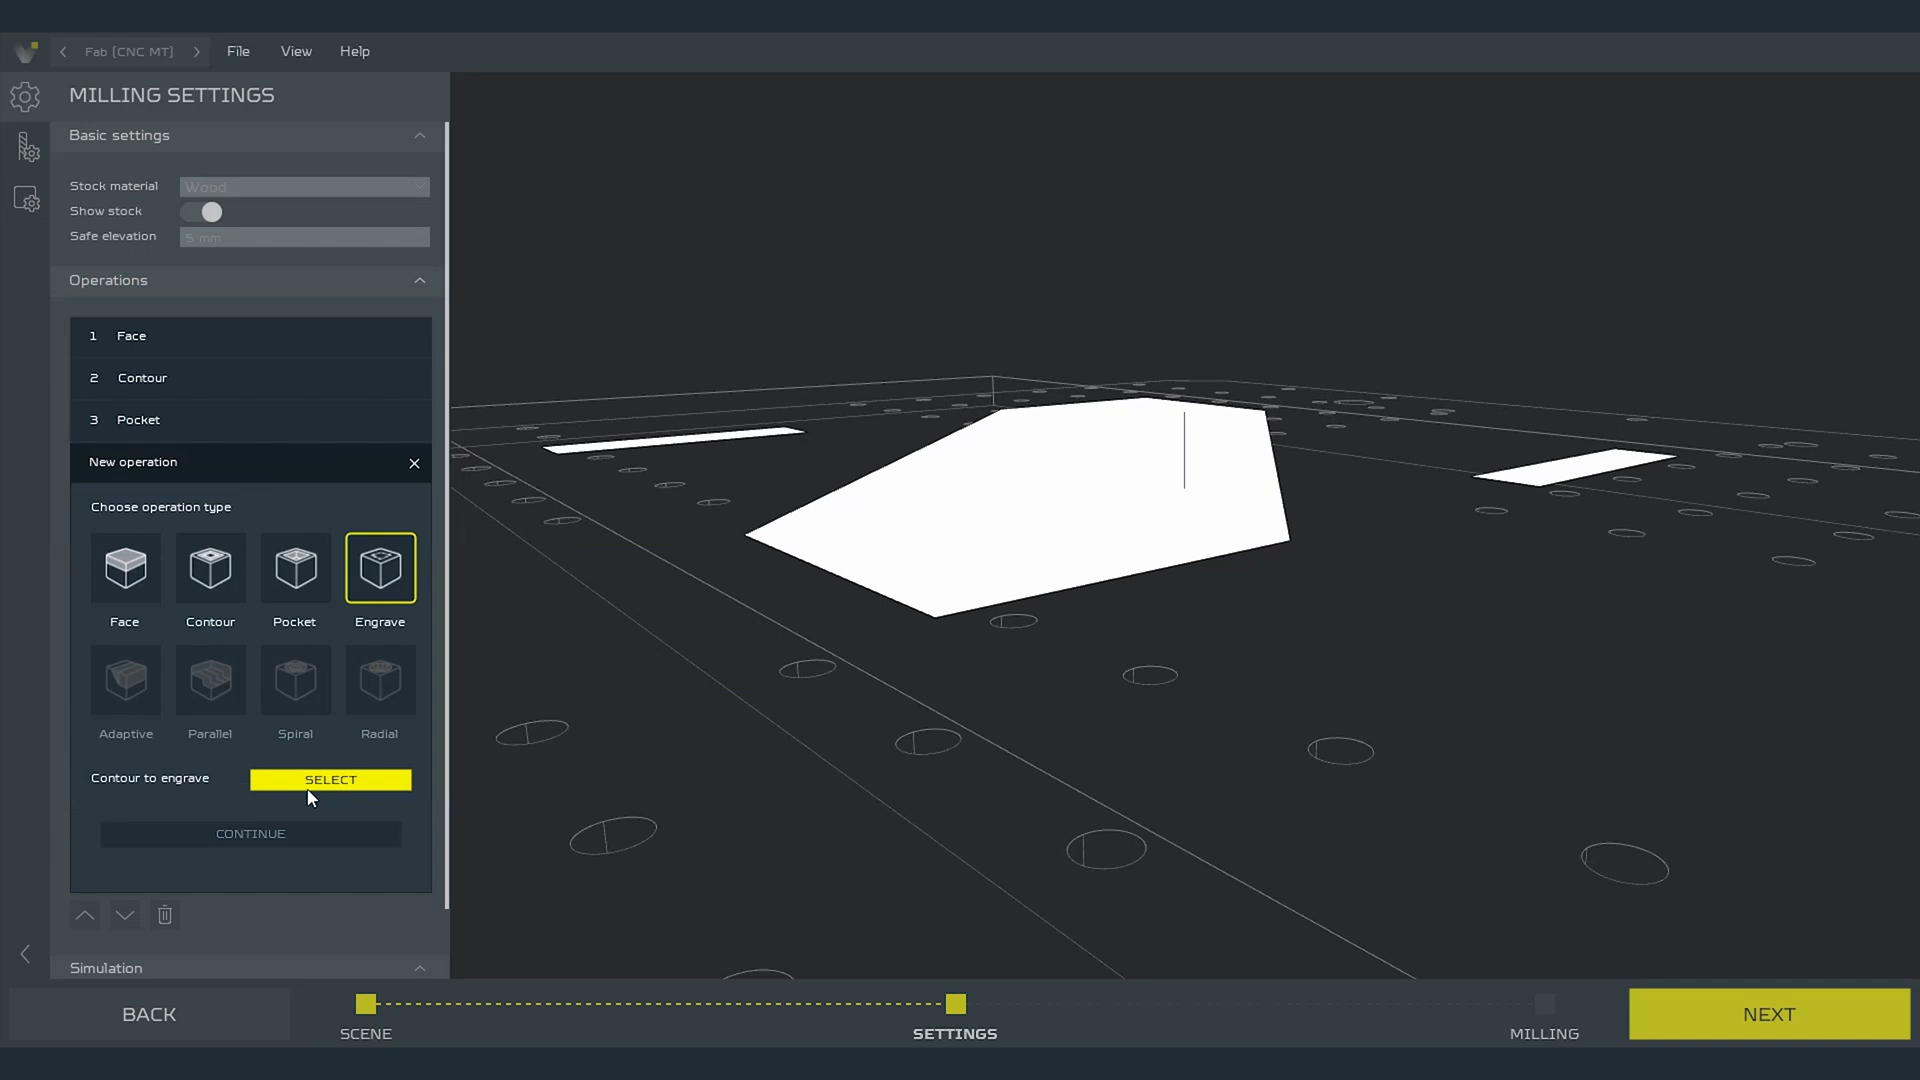 Fab (CNC MT)
File
View
Help
MILLING SETTINGS
Basic settings
Stock material
Wood
Show stock
Safe elevation
5 mm
Operations
1 Face
2 Contour
3 Pocket
New operation
Choose operation type
Face
Contour
Pocket
Engrave
Adaptive
Parallel
Spiral
Radial
Contour to engrave
SELECT
CONTINUE
Simulation
BACK
SCENE
SETTINGS
MILLING
NEXT